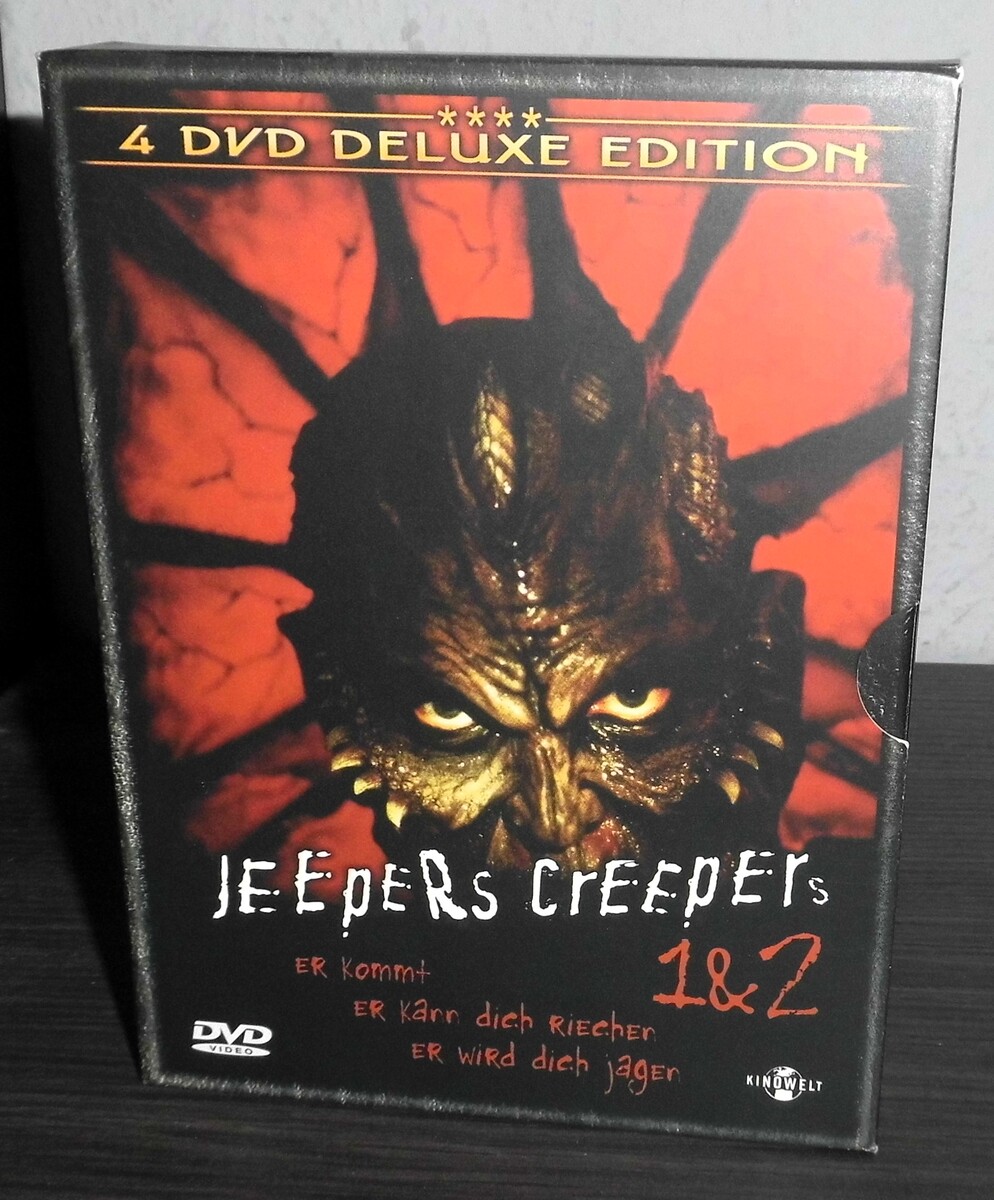 ****
4 DVD DELUXE EDITION
JEEPERS CREEPERS
1&2
ER kommt
ER kann dich RIEchen
ER wird dich jagen
DVD
VIDEO
KINOWELT